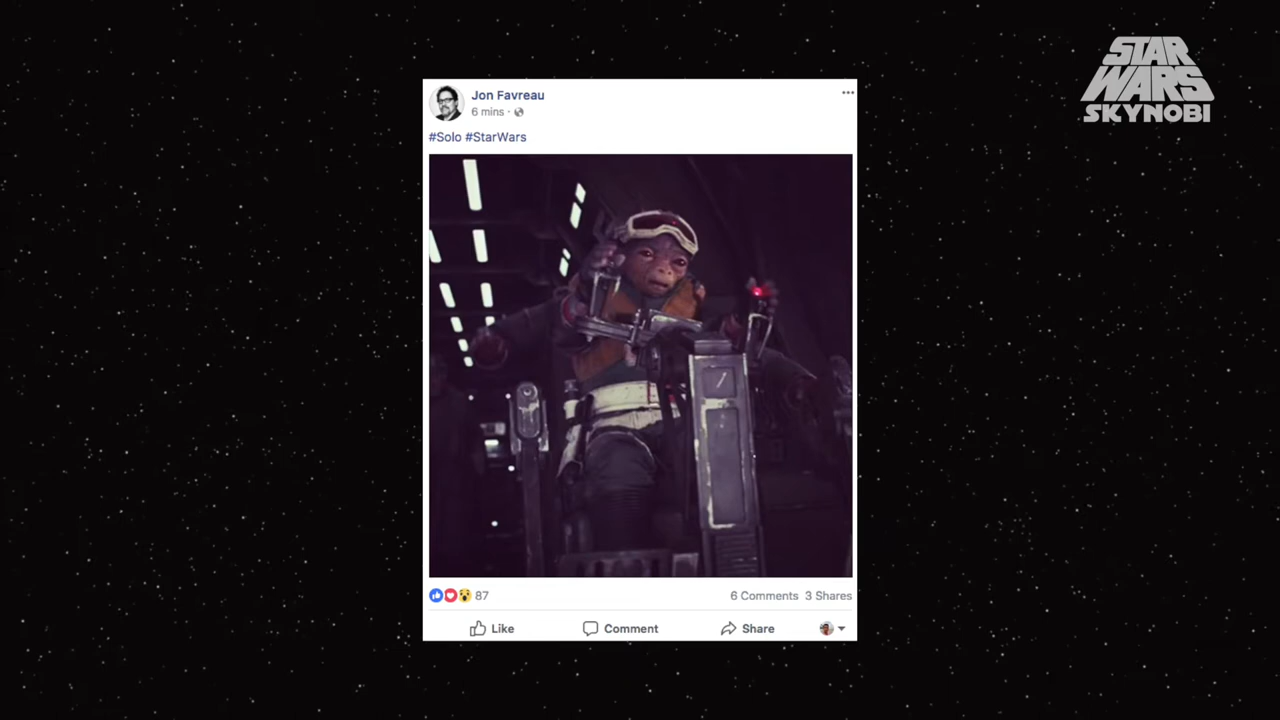 STAR
WARS
SKYNOBI
Jon Favreau
6 mins ·
#Solo #StarWars
87
6 Comments 3 Shares
Like Comment Share